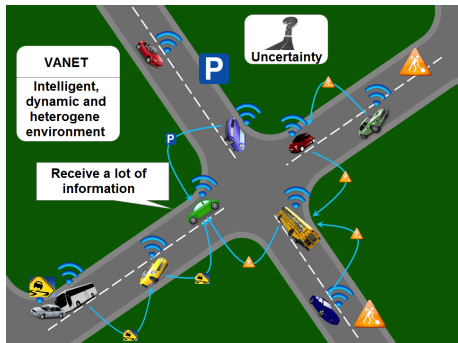 VANET
Intelligent,
dynamic and
heterogene
environment
P
Uncertainty
P
Receive a lot of
information